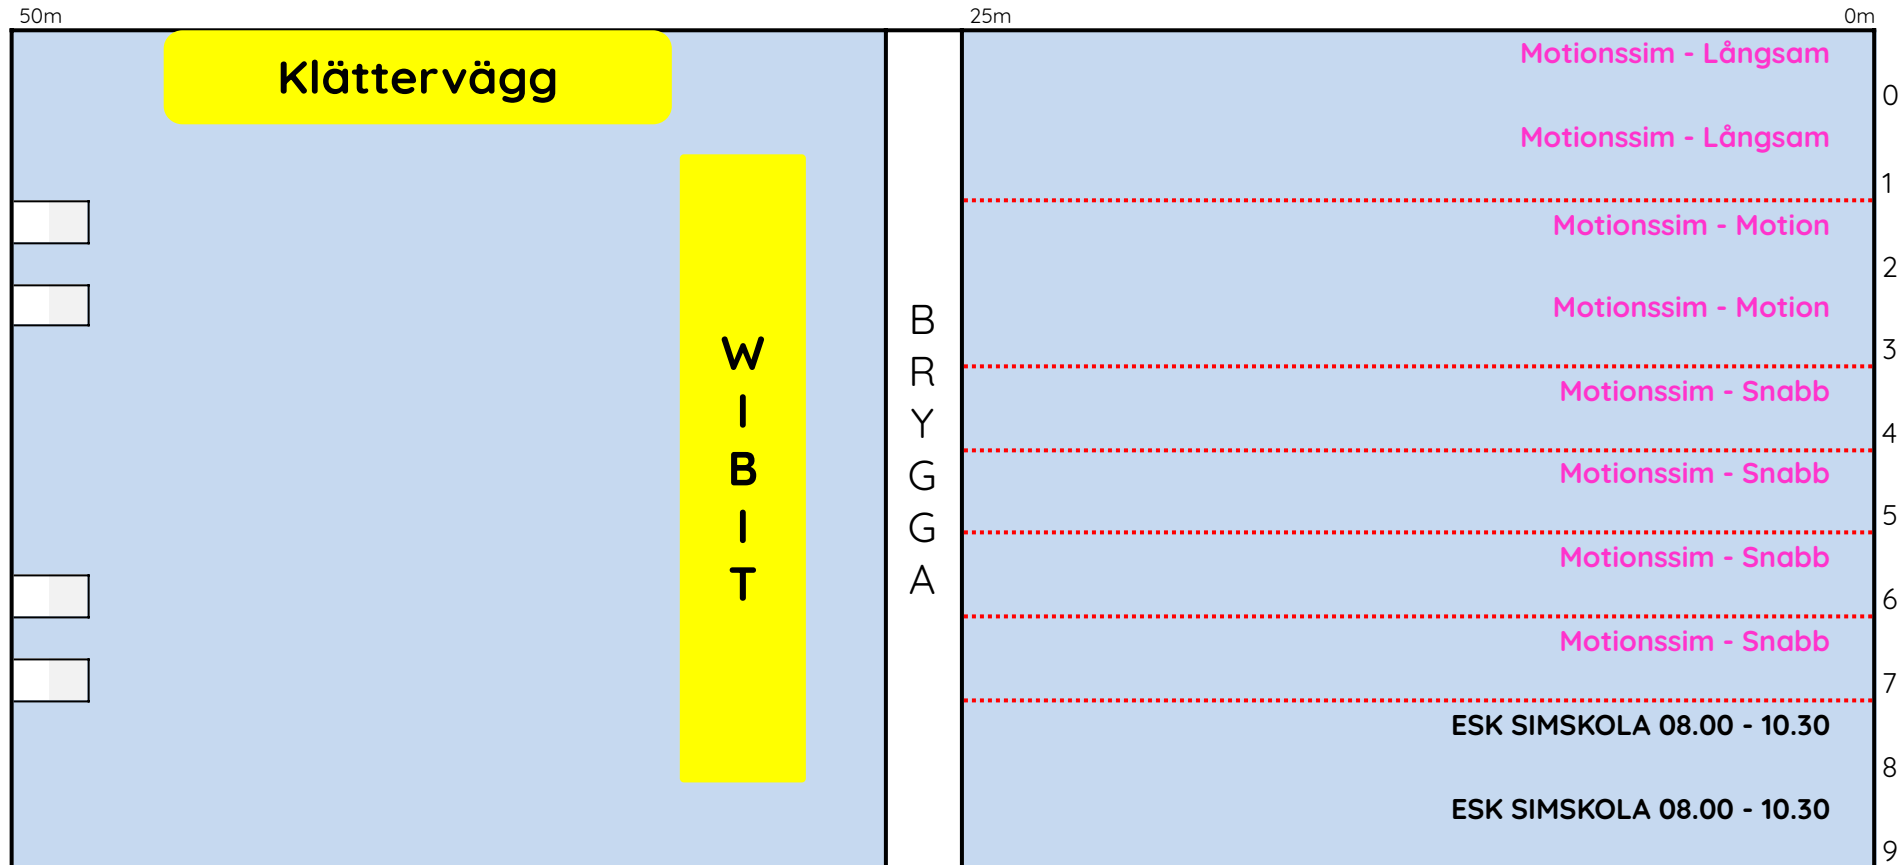 50m 25m 0m
Klättervägg
W
I
B
I
T
B
R
Y
G
G
A
Motionssim - Långsam
0
Motionssim - Långsam
1
Motionssim - Motion
2
Motionssim - Motion
3
Motionssim - Snabb
4
Motionssim - Snabb
5
Motionssim - Snabb
6
Motionssim - Snabb
7
ESK SIMSKOLA 08.00 - 10.30
8
ESK SIMSKOLA 08.00 - 10.30
9